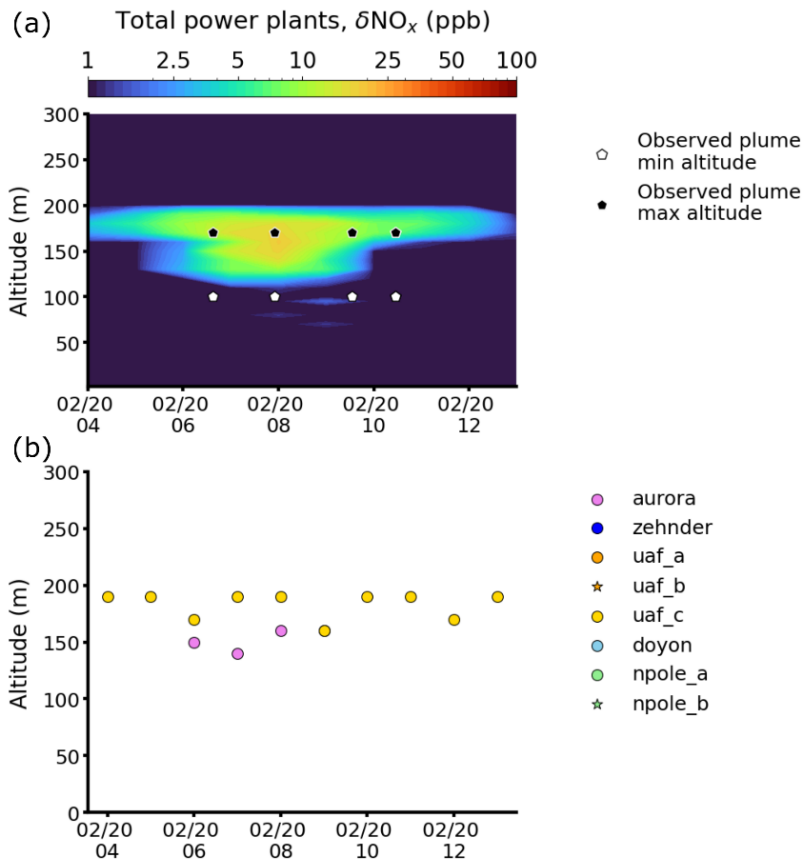 (a)
Total power plants, δNOₓ (ppb)
1 2.5 5 10 25 50 100
300
250
200
150
100
50
Altitude (m)
02/20 02/20 02/20 02/20 02/20
04 06 08 10 12
Observed plume
min altitude
Observed plume
max altitude
(b)
300
250
200
150
100
50
0
Altitude (m)
02/20 02/20 02/20 02/20 02/20
04 06 08 10 12
aurora
zehnder
uaf_a
uaf_b
uaf_c
doyon
npole_a
npole_b